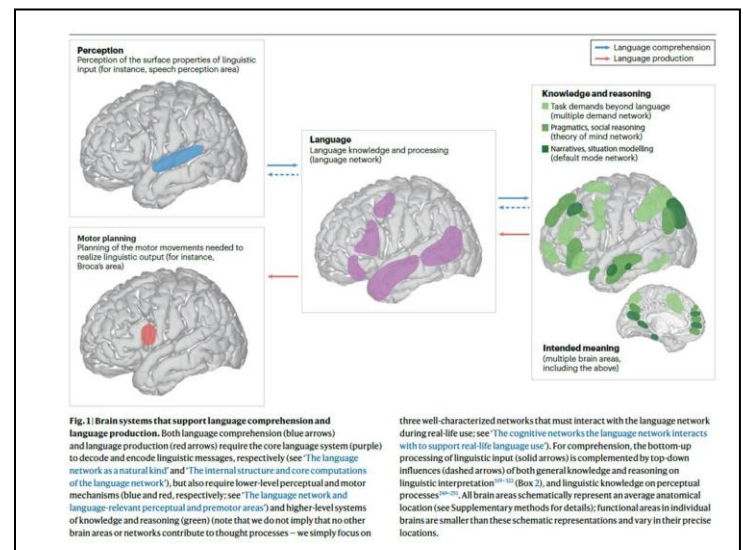 Perception
Perception of the surface properties of linguistic
input (for instance, speech perception area)
Language comprehension
Language production
Language
Language knowledge and processing
(language network)
Knowledge and reasoning
Task demands beyond language
(multiple demand network)
Pragmatics, social reasoning
(theory of mind network)
Narratives, situation modelling
(default mode network)
Motor planning
Planning of the motor movements needed to
realize linguistic output (for instance,
Broca's area)
Intended meaning
(multiple brain areas,
including the above)
Fig. 1 | Brain systems that support language comprehension and
language production. Both language comprehension (blue arrows)
and language production (red arrows) require the core language system (purple)
to decode and encode linguistic messages, respectively (see 'The language
network as a natural kind' and 'The internal structure and core computations
of the language network'), but also require lower-level perceptual and motor
mechanisms (blue and red, respectively; see 'The language network and
language-relevant perceptual and premotor areas') and higher-level systems
of knowledge and reasoning (green) (note that we do not imply that no other
brain areas or networks contribute to thought processes — we simply focus on
three well-characterized networks that must interact with the language network
during real-life use; see 'The cognitive networks the language network interacts
with to support real-life language use'). For comprehension, the bottom-up
processing of linguistic input (solid arrows) is complemented by top-down
influences (dashed arrows) of both general knowledge and reasoning on
linguistic interpretation (Box 2), and linguistic knowledge on perceptual
processes. All brain areas schematically represent an average anatomical
location (see Supplementary methods for details); functional areas in individual
brains are smaller than these schematic representations and vary in their precise
locations.